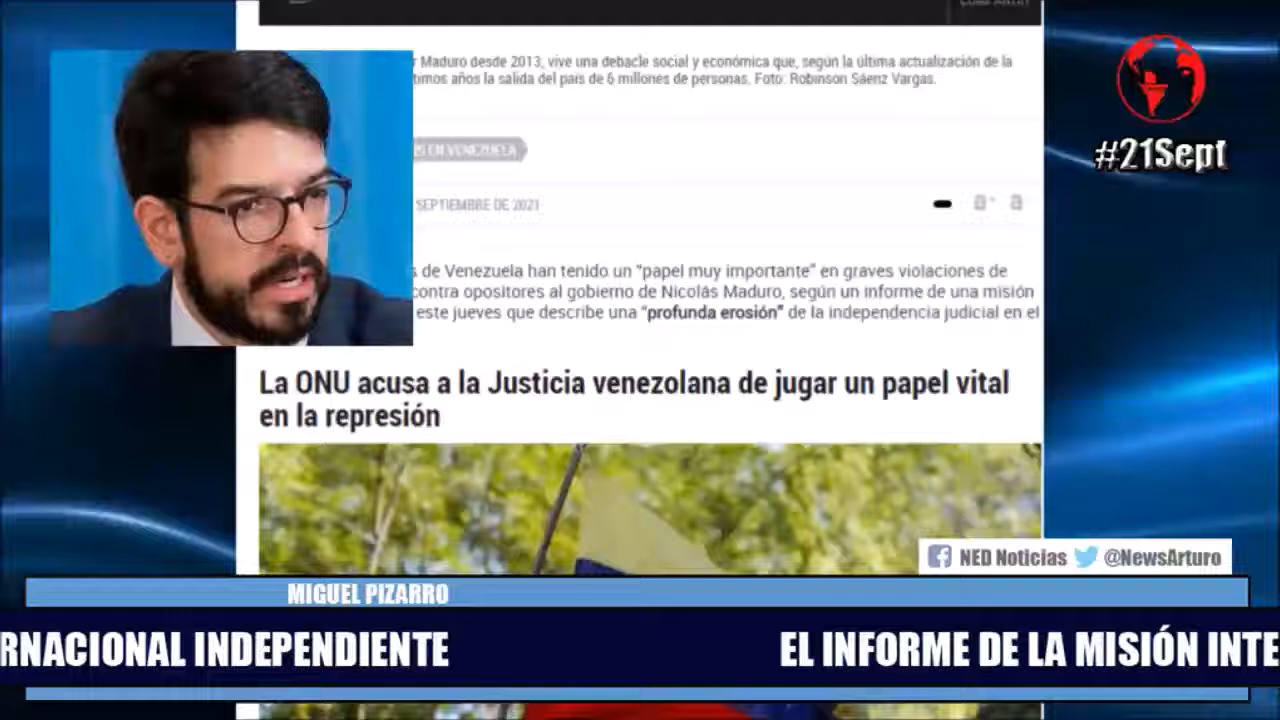 r Maduro desde 2013, vive una debacle social y económica que, según la última actualización de la
timos años la salida del país de 6 millones de personas. Foto: Robinson Sáenz Vargas.
#21Sept
S EN VENEZUELA
SEPTIEMBRE DE 2021
a+ a
s de Venezuela han tenido un “papel muy importante” en graves violaciones de
contra opositores al gobierno de Nicolás Maduro, según un informe de una misión
este jueves que describe una “profunda erosión” de la independencia judicial en el
La ONU acusa a la Justicia venezolana de jugar un papel vital
en la represión
NED Noticias @NewsArturo
MIGUEL PIZARRO
RNACIONAL INDEPENDIENTE EL INFORME DE LA MISIÓN INTE